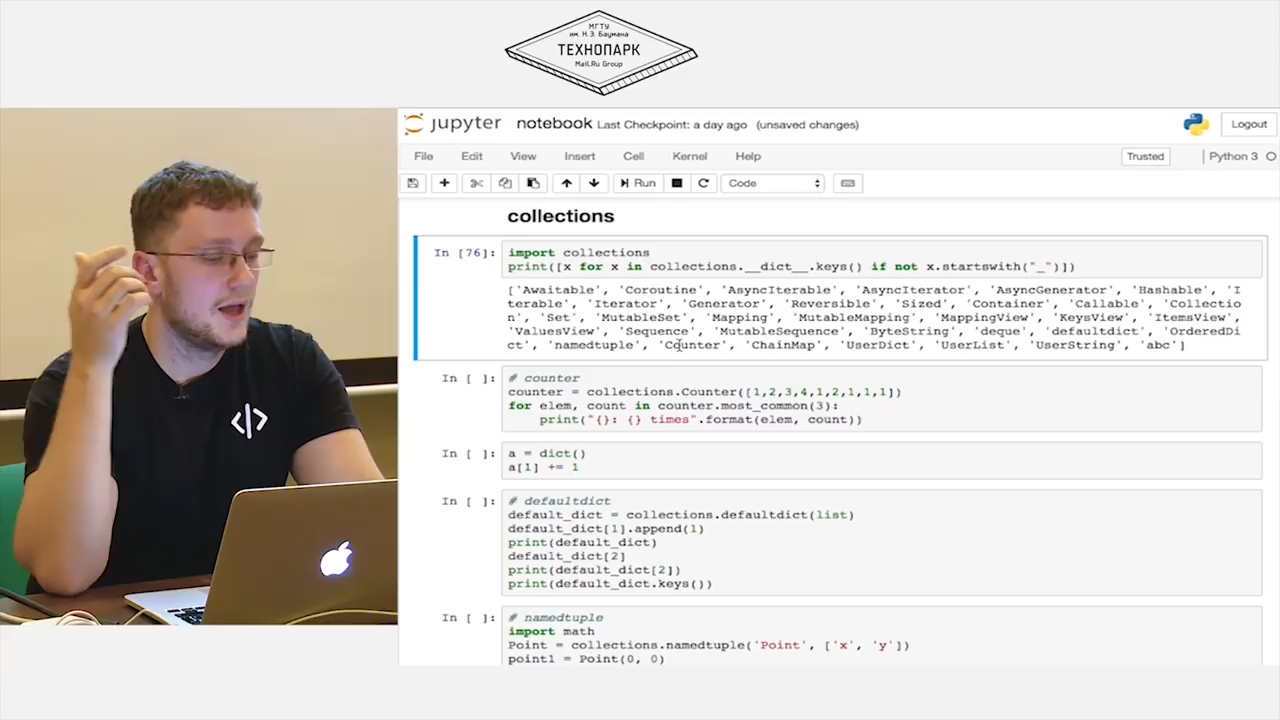 МГТУ
им. Н.Э. Баумана
ТЕХНОПАРК
Mail.Ru Group
jupyter notebook Last Checkpoint: a day ago (unsaved changes) Logout
File Edit View Insert Cell Kernel Help Trusted Python 3
Run Code
collections
In [76]: import collections
print([x for x in collections.__dict__.keys() if not x.startswith("_")])
['Awaitable', 'Coroutine', 'AsyncIterable', 'AsyncIterator', 'AsyncGenerator', 'Hashable', 'I
terable', 'Iterator', 'Generator', 'Reversible', 'Sized', 'Container', 'Callable', 'Collectio
n', 'Set', 'MutableSet', 'Mapping', 'MutableMapping', 'MappingView', 'KeysView', 'ItemsView',
'ValuesView', 'Sequence', 'MutableSequence', 'ByteString', 'deque', 'defaultdict', 'OrderedDi
ct', 'namedtuple', 'Counter', 'ChainMap', 'UserDict', 'UserList', 'UserString', 'abc']
In [ ]: # counter
counter = collections.Counter([1,2,3,4,1,2,1,1,1])
for elem, count in counter.most_common(3):
print("{}: {} times".format(elem, count))
In [ ]: a = dict()
a[1] += 1
In [ ]: # defaultdict
default_dict = collections.defaultdict(list)
default_dict[1].append(1)
print(default_dict)
default_dict[2]
print(default_dict[2])
print(default_dict.keys())
In [ ]: # namedtuple
import math
Point = collections.namedtuple('Point', ['x', 'y'])
point1 = Point(0, 0)